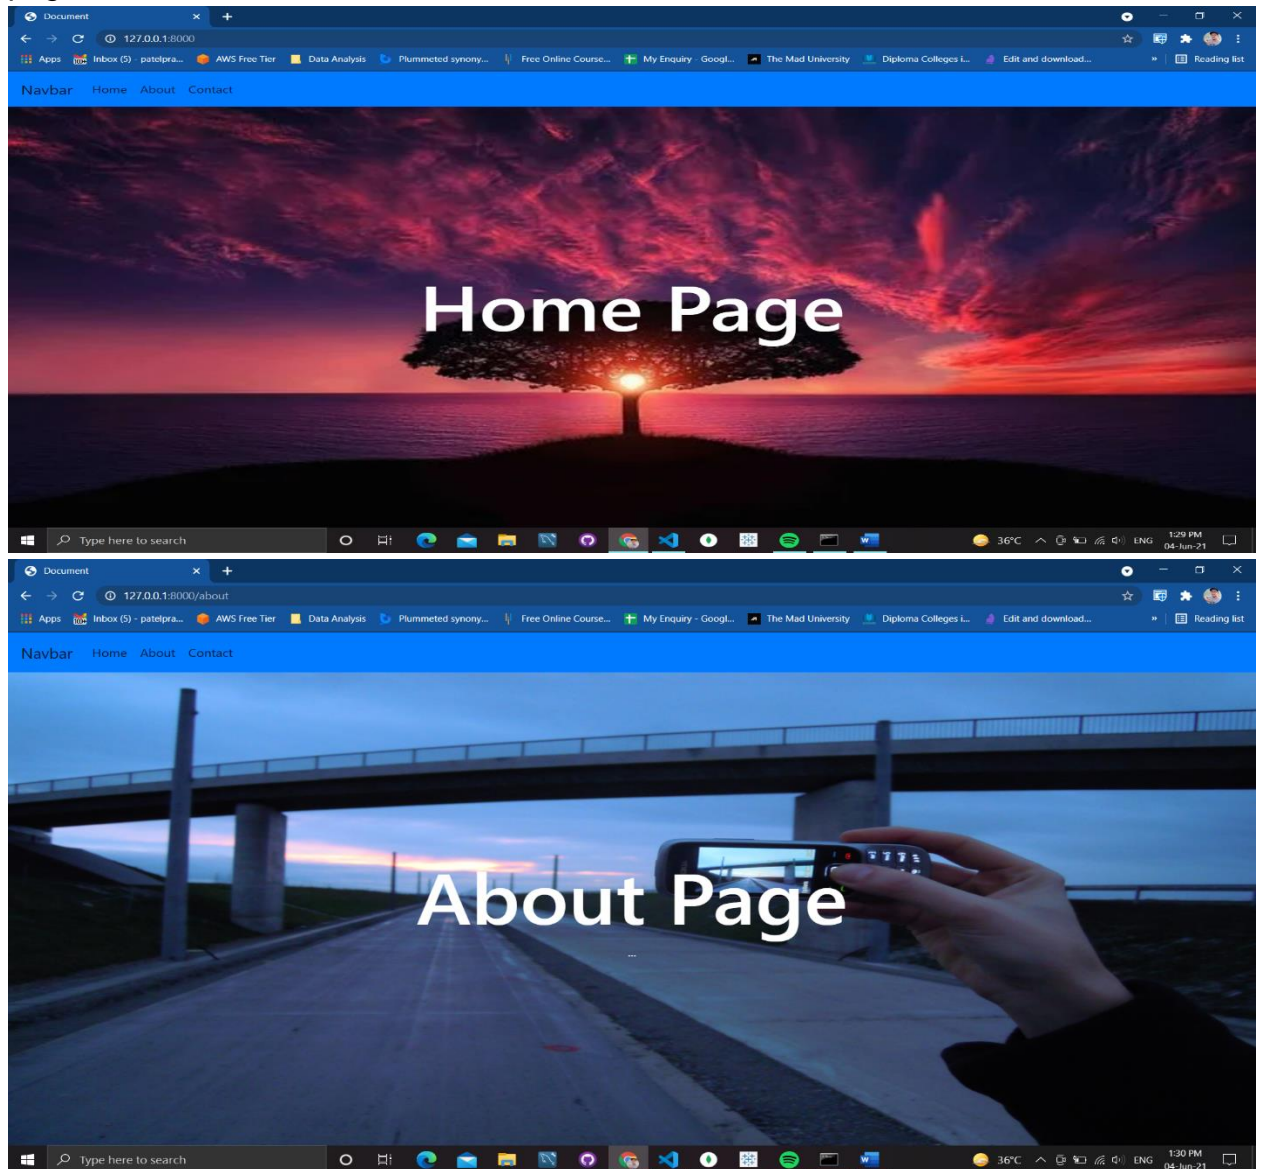 Document
127.0.0.1:8000
Apps Inbox (5) - patelpra... AWS Free Tier Data Analysis Plummeted synony... Free Online Course... My Enquiry - Googl... The Mad University Diploma Colleges i... Edit and download... » Reading list
Navbar Home About Contact
Home Page
Type here to search 36°C ENG 1:29 PM
04-Jun-21
Document
127.0.0.1:8000/about
Apps Inbox (5) - patelpra... AWS Free Tier Data Analysis Plummeted synony... Free Online Course... My Enquiry - Googl... The Mad University Diploma Colleges i... Edit and download... » Reading list
Navbar Home About Contact
About Page
...
Type here to search 36°C ENG 1:30 PM
04-Jun-21